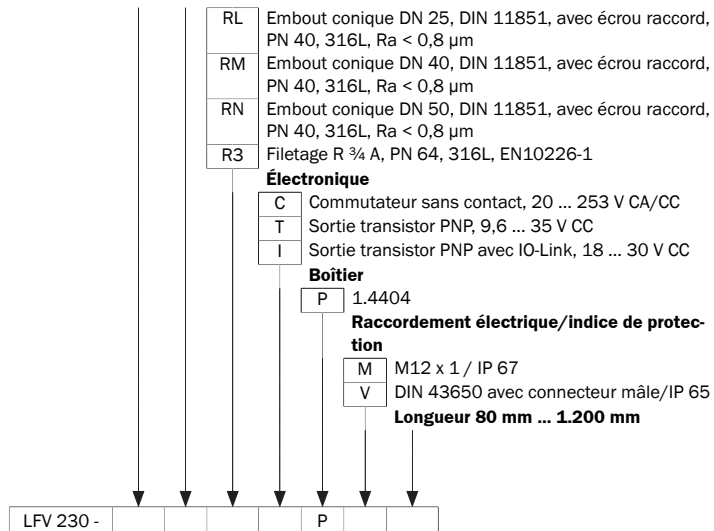 RL Embout conique DN 25, DIN 11851, avec écrou raccord,
PN 40, 316L, Ra < 0,8 µm
RM Embout conique DN 40, DIN 11851, avec écrou raccord,
PN 40, 316L, Ra < 0,8 µm
RN Embout conique DN 50, DIN 11851, avec écrou raccord,
PN 40, 316L, Ra < 0,8 µm
R3 Filetage R ¾ A, PN 64, 316L, EN10226-1
Électronique
C Commutateur sans contact, 20 ... 253 V CA/CC
T Sortie transistor PNP, 9,6 ... 35 V CC
I Sortie transistor PNP avec IO-Link, 18 ... 30 V CC
Boîtier
P 1.4404
Raccordement électrique/indice de protec-
tion
M M12 x 1 / IP 67
V DIN 43650 avec connecteur mâle/IP 65
Longueur 80 mm ... 1.200 mm
LFV 230 - P